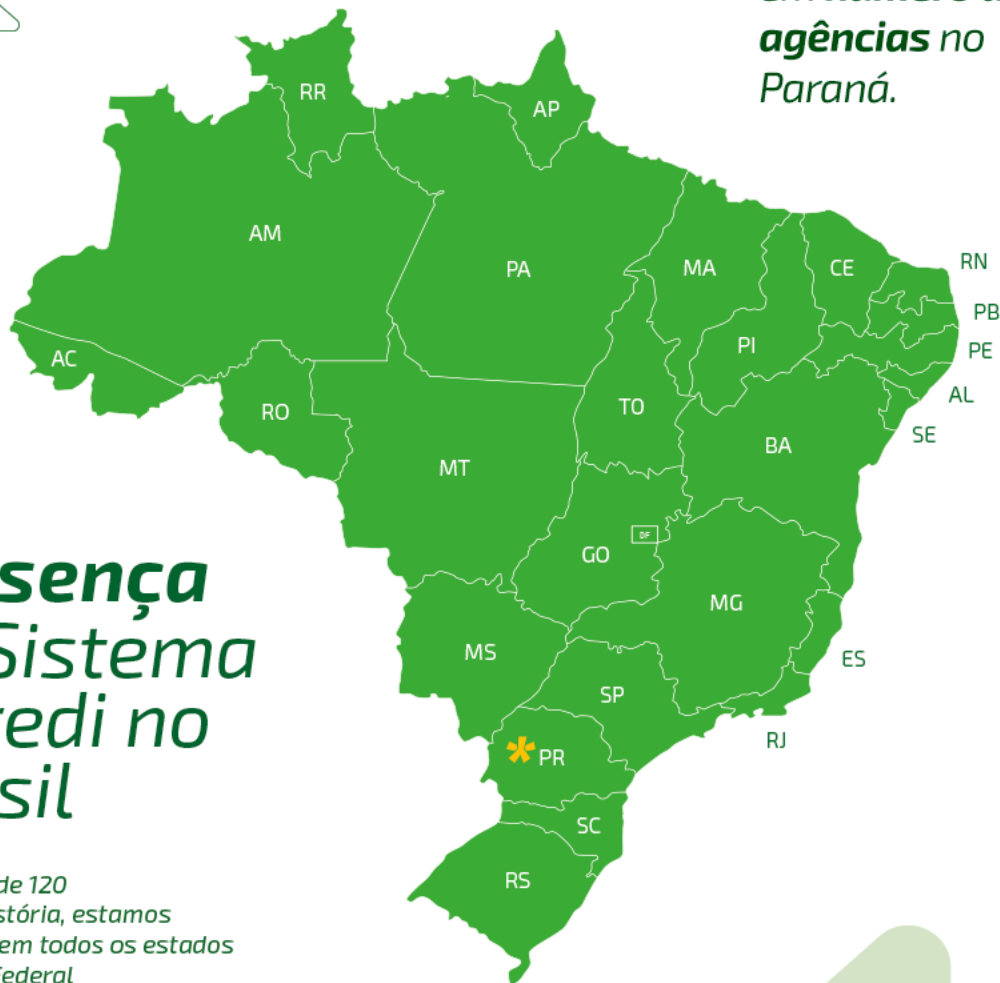 agências no
Paraná.
RR
AP
AM
PA
MA
CE
RN
PB
PE
AL
SE
PI
AC
RO
TO
BA
MT
DF
GO
MG
MS
ES
SP
RJ
PR
SC
RS
sença
Sistema
redi no
sil
de 120
stória, estamos
em todos os estados
Federal